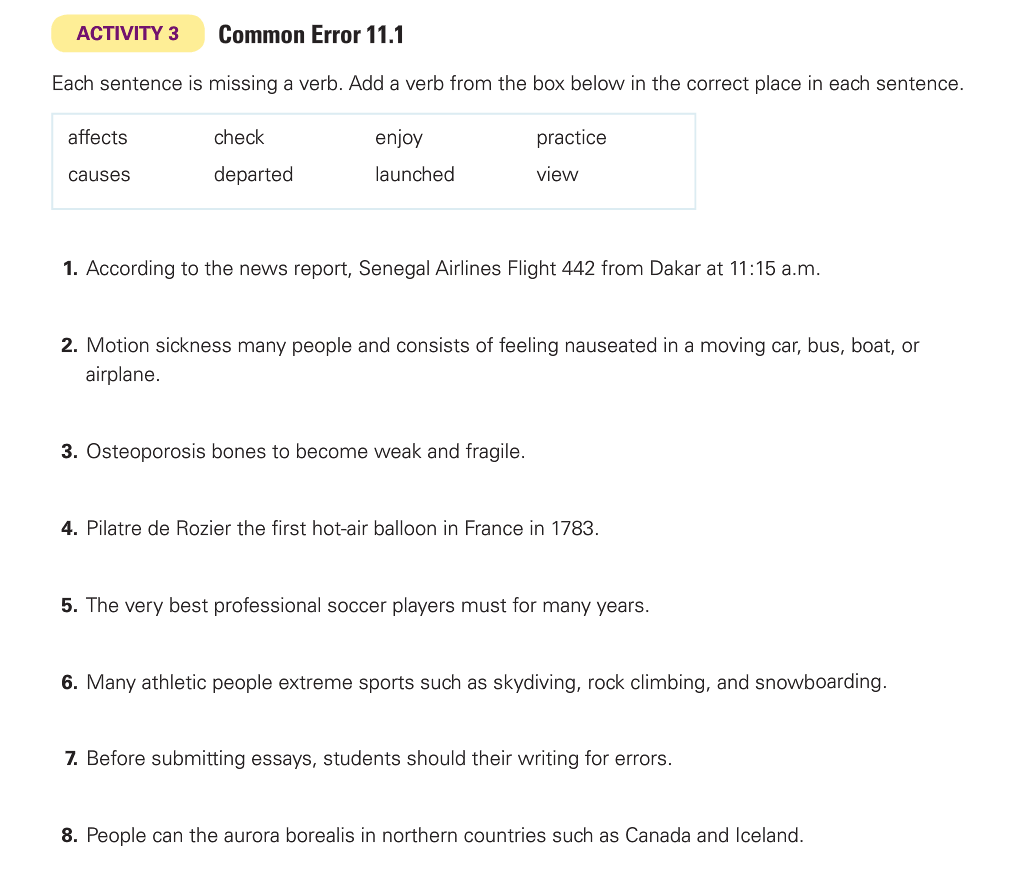 ACTIVITY 3 Common Error 11.1
Each sentence is missing a verb. Add a verb from the box below in the correct place in each sentence.
affects check enjoy practice
causes departed launched view
1. According to the news report, Senegal Airlines Flight 442 from Dakar at 11:15 a.m.
2. Motion sickness many people and consists of feeling nauseated in a moving car, bus, boat, or
airplane.
3. Osteoporosis bones to become weak and fragile.
4. Pilatre de Rozier the first hot-air balloon in France in 1783.
5. The very best professional soccer players must for many years.
6. Many athletic people extreme sports such as skydiving, rock climbing, and snowboarding.
7. Before submitting essays, students should their writing for errors.
8. People can the aurora borealis in northern countries such as Canada and Iceland.